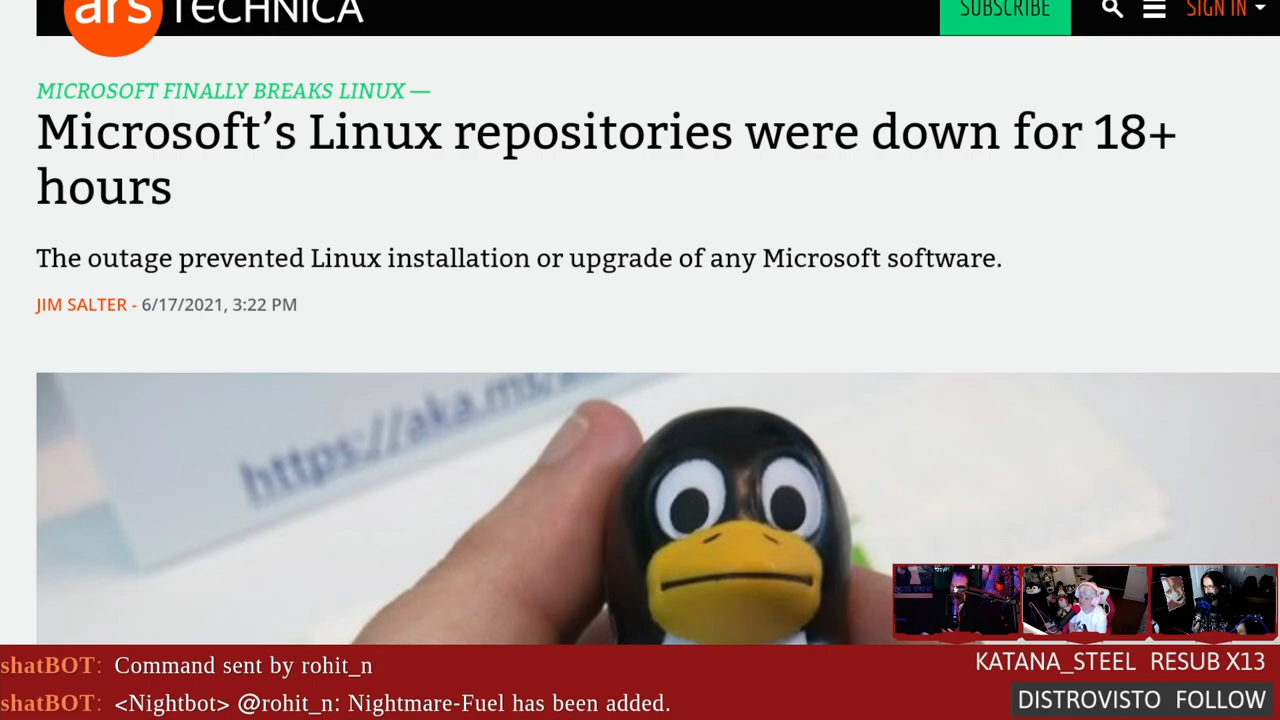 ars TECHNICA
SUBSCRIBE
SIGN IN
MICROSOFT FINALLY BREAKS LINUX —
Microsoft’s Linux repositories were down for 18+
hours
The outage prevented Linux installation or upgrade of any Microsoft software.
JIM SALTER - 6/17/2021, 3:22 PM
https://aka.ms/
shatBOT: Command sent by rohit_n
KATANA_STEEL RESUB X13
shatBOT: <Nightbot> @rohit_n: Nightmare-Fuel has been added.
DISTROVISTO FOLLOW